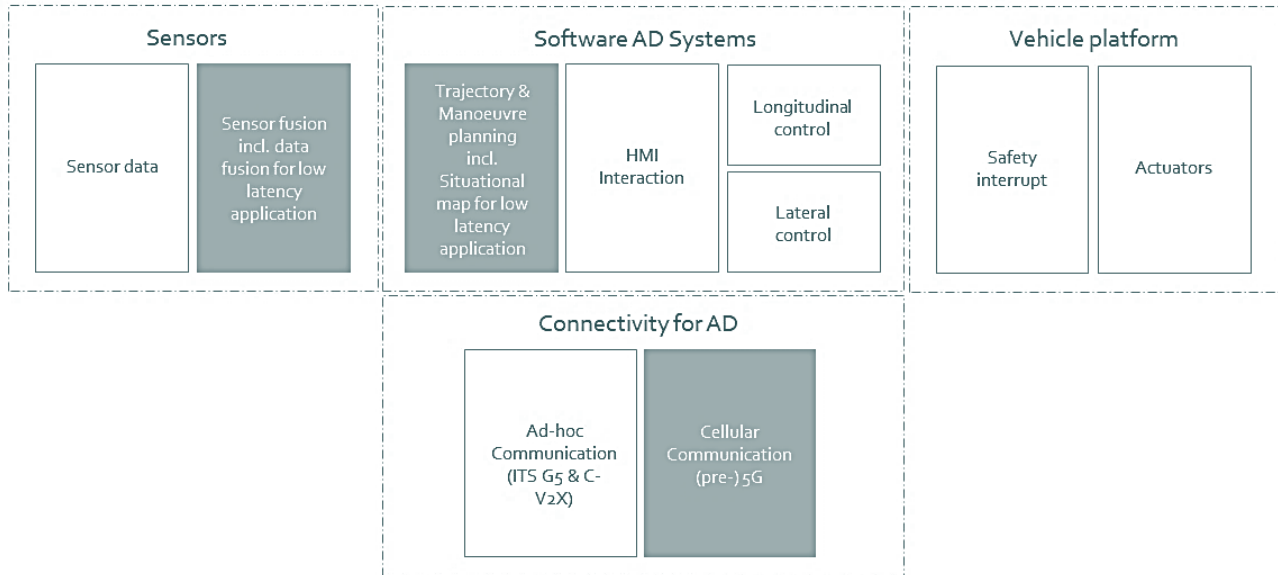 Sensors
Sensor data
Sensor fusion
incl. data
fusion for low
latency
application
Software AD Systems
Trajectory &
Manoeuvre
planning
incl.
Situational
map for low
latency
application
HMI
Interaction
Longitudinal
control
Lateral
control
Vehicle platform
Safety
interrupt
Actuators
Connectivity for AD
Ad-hoc
Communication
(ITS G5 & C-
V2X)
Cellular
Communication
(pre-) 5G